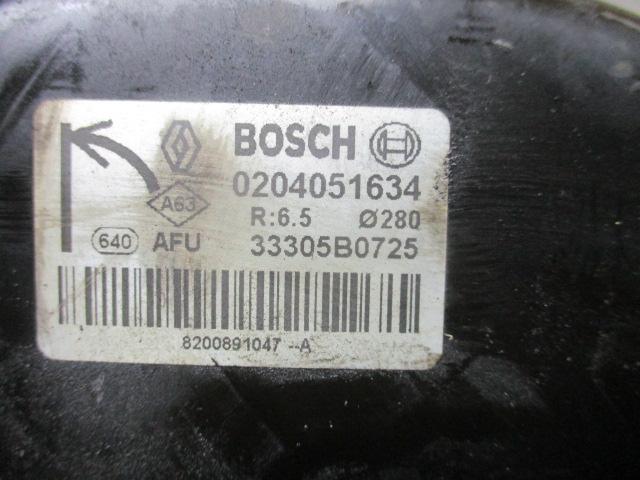 BOSCH
0204051634
A63
R:6.5 Ø280
640 AFU 33305B0725
8200891047 --A